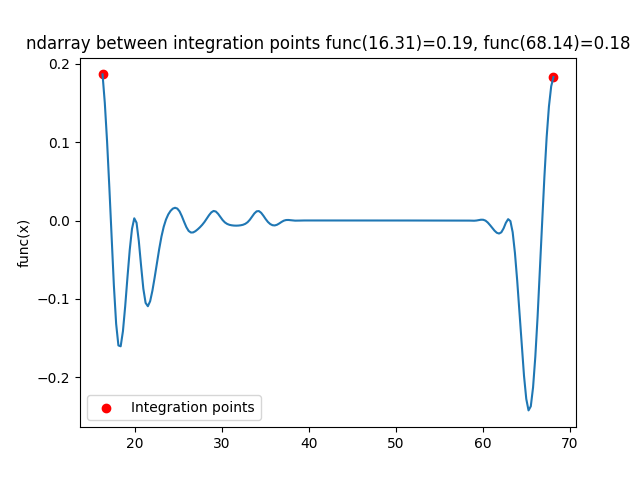 ndarray between integration points func(16.31)=0.19, func(68.14)=0.18
0.2
0.1
0.0
−0.1
−0.2
func(x)
Integration points
20 30 40 50 60 70